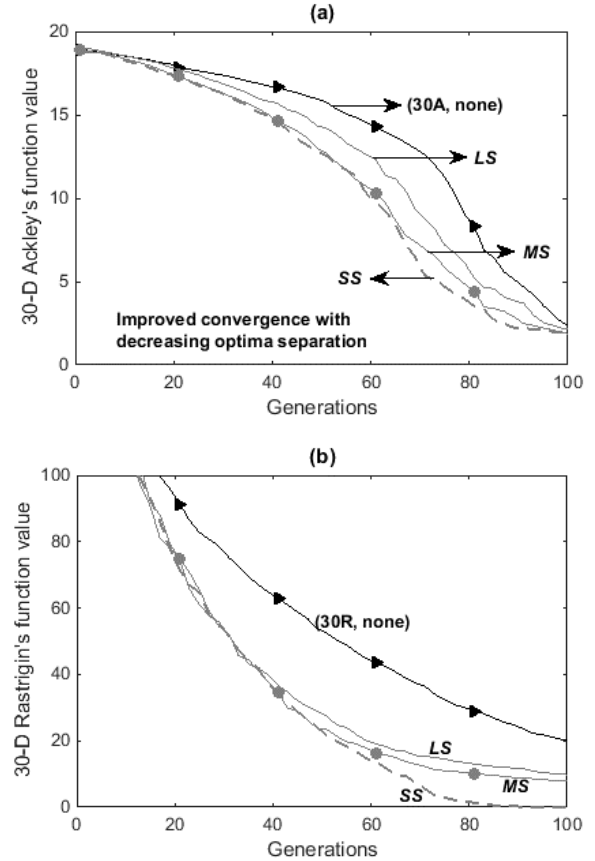 (a)
20
15
10
5
0
30-D Ackley's function value
(30A, none)
LS
MS
SS
Improved convergence with
decreasing optima separation
0 20 40 60 80 100
Generations
(b)
100
80
60
40
20
0
30-D Rastrigin's function value
(30R, none)
LS
MS
SS
0 20 40 60 80 100
Generations